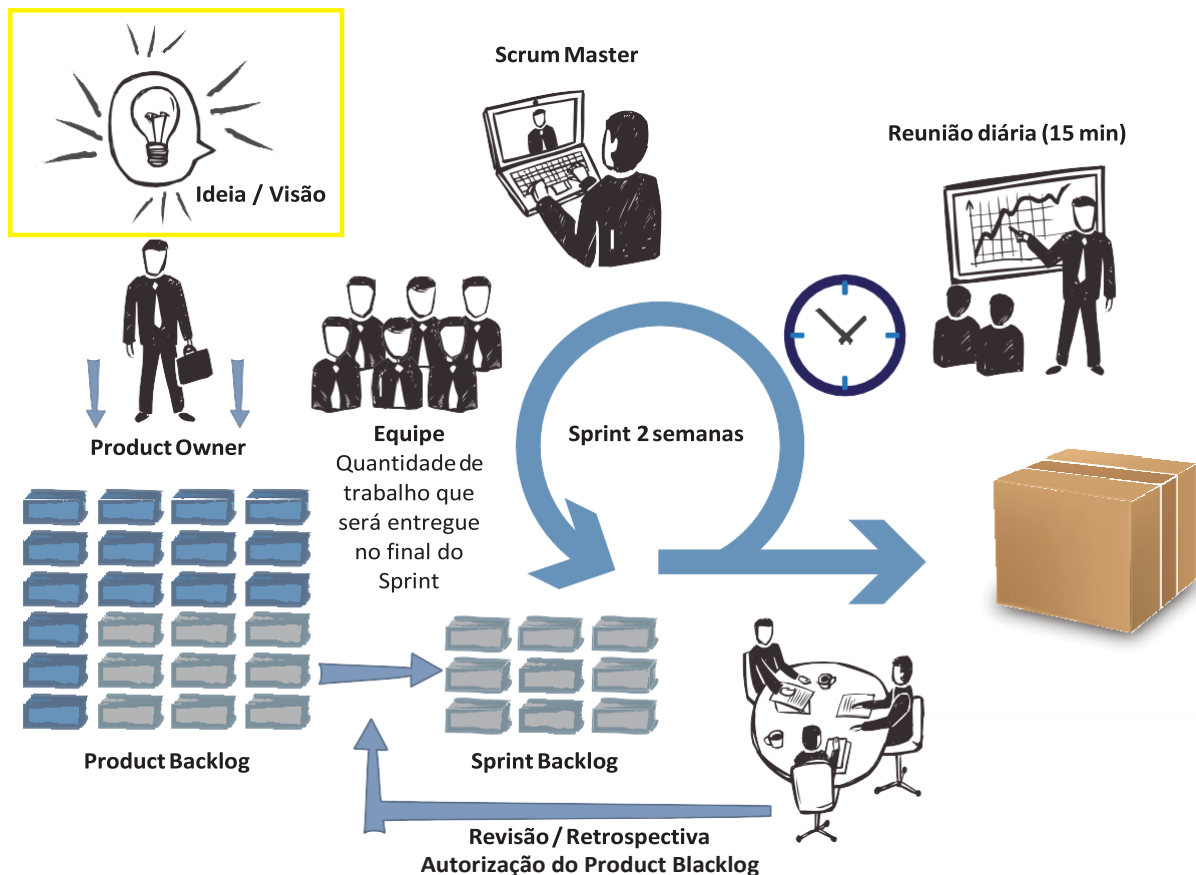 Scrum Master
Reunião diária (15 min)
Ideia / Visão
Product Owner
Equipe
Quantidade de
trabalho que
será entregue
no final do
Sprint
Sprint 2 semanas
Product Backlog
Sprint Backlog
Revisão / Retrospectiva
Autorização do Product Blacklog